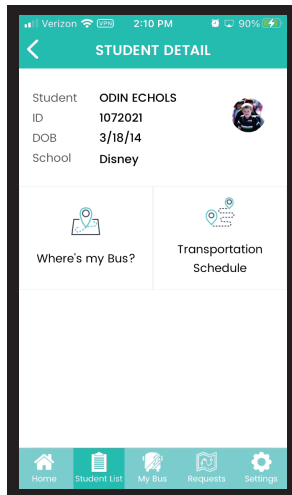 Verizon VPN 2:10 PM 90%
STUDENT DETAIL
Student ODIN ECHOLS
ID 1072021
DOB 3/18/14
School Disney
Where's my Bus?
Transportation
Schedule
Home Student List My Bus Requests Settings